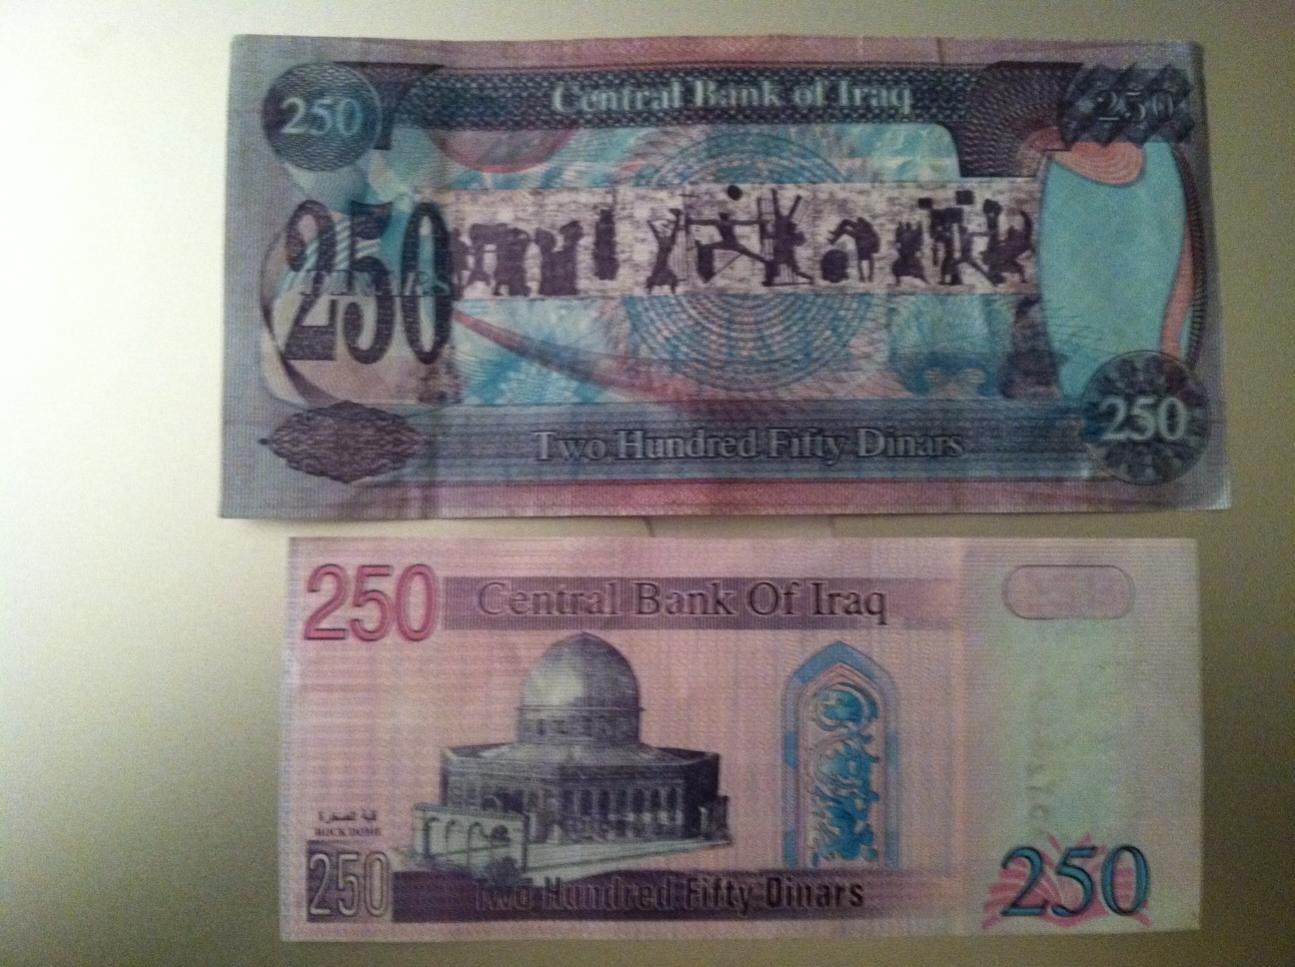 250
Central Bank of Iraq
250
250
Two Hundred Fifty Dinars
250
250
Central Bank Of Iraq
قبة الصخرة
ROCK DOME
250
Two Hundred Fifty Dinars
250